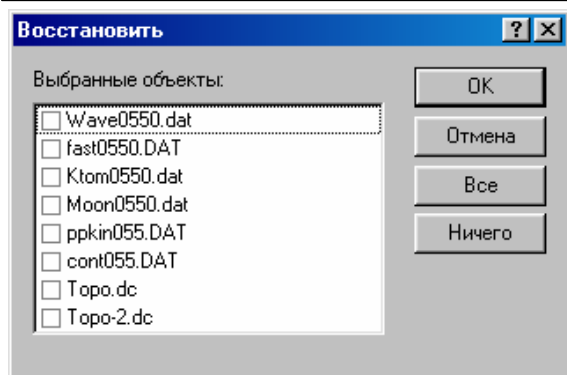 Восстановить
Выбранные объекты:
Wave0550.dat
fast0550.DAT
Ktom0550.dat
Moon0550.dat
ppkin055.DAT
cont055.DAT
Topo.dc
Topo-2.dc
OK
Отмена
Все
Ничего